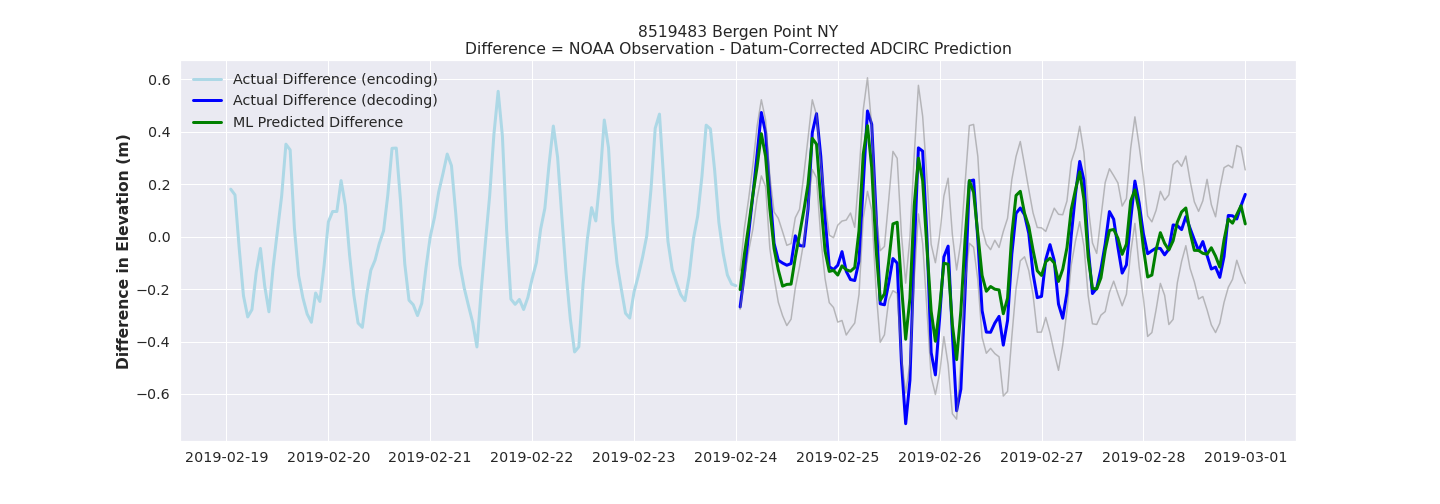 8519483 Bergen Point NY
Difference = NOAA Observation - Datum-Corrected ADCIRC Prediction
Actual Difference (encoding)
Actual Difference (decoding)
ML Predicted Difference
Difference in Elevation (m)
0.6
0.4
0.2
0.0
−0.2
−0.4
−0.6
2019-02-19 2019-02-20 2019-02-21 2019-02-22 2019-02-23 2019-02-24 2019-02-25 2019-02-26 2019-02-27 2019-02-28 2019-03-01